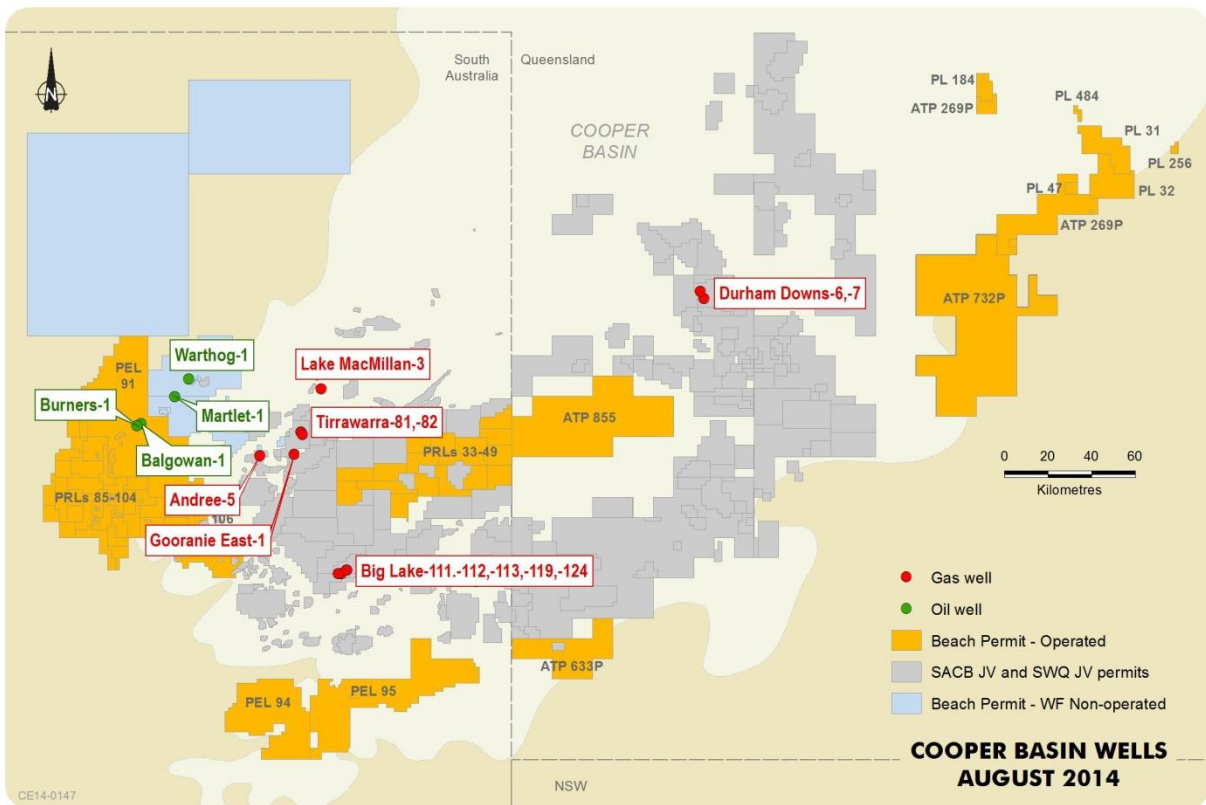 South
Australia
Queensland
COOPER
BASIN
PL 184
ATP 269P
PL 484
PL 31
PL 256
PL 47
PL 32
ATP 269P
ATP 732P
Durham Downs-6,-7
PEL
91
Warthog-1
Lake MacMillan-3
Burners-1
Martlet-1
Tirrawarra-81,-82
ATP 855
Balgowan-1
PRLs 33-49
PRLs 85-104
Andree-5
106
Gooranie East-1
Big Lake-111.-112,-113,-119,-124
0 20 40 60
Kilometres
Gas well
Oil well
Beach Permit - Operated
SACB JV and SWQ JV permits
Beach Permit - WF Non-operated
ATP 633P
PEL 94
PEL 95
COOPER BASIN WELLS
AUGUST 2014
NSW
CE14-0147
N